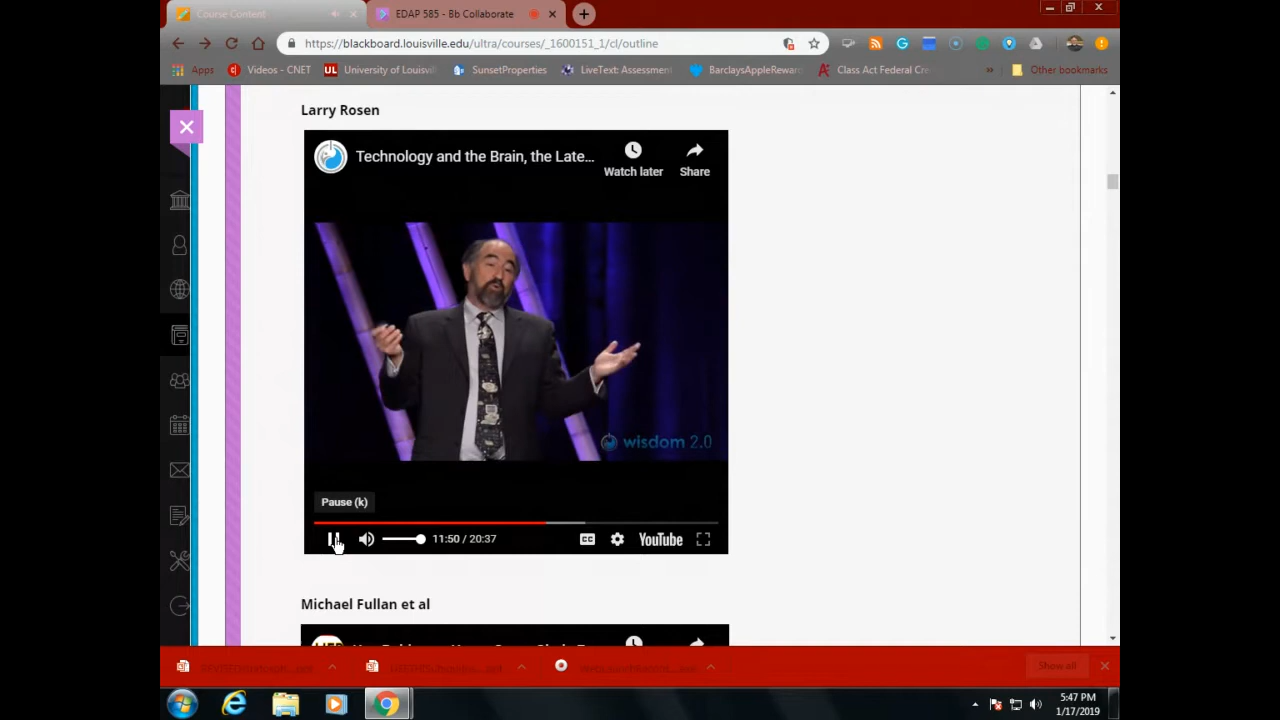 Course Content
EDAP 585 - Bb Collaborate
https://blackboard.louisville.edu/ultra/courses/_1600151_1/cl/outline
Apps
Videos - CNET
University of Louisvil
SunsetProperties
LiveText: Assessment
BarclaysAppleRewar
Class Act Federal Cre
»
Other bookmarks
Larry Rosen
Technology and the Brain, the Late...
Watch later
Share
wisdom 2.0
Pause (k)
11:50 / 20:37
CC
YouTube
Michael Fullan et al
Show all
5:47 PM
1/17/2019